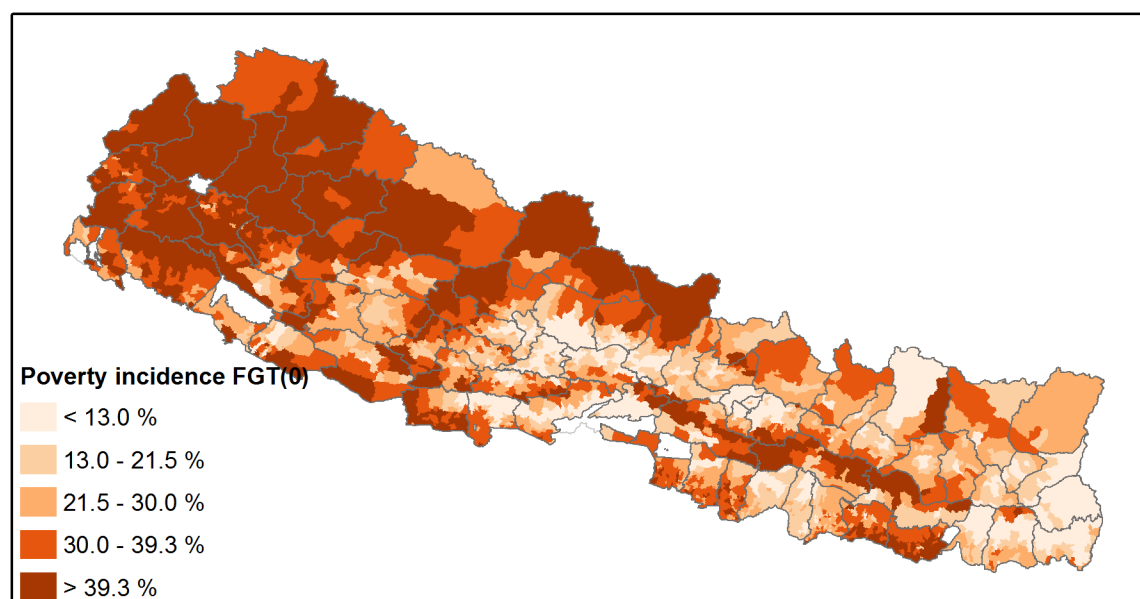 Poverty incidence FGT(0)
< 13.0 %
13.0 - 21.5 %
21.5 - 30.0 %
30.0 - 39.3 %
> 39.3 %